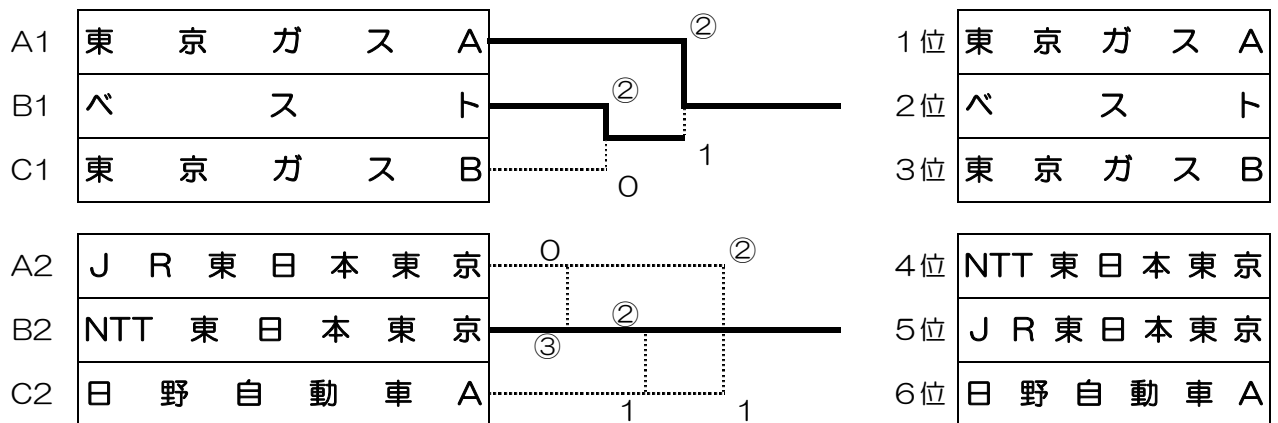 A1 東京ガスA ② 1位 東京ガスA
B1 ベスト ② 2位 ベスト
C1 東京ガスB 0 1 3位 東京ガスB
A2 JR東日本東京 0 ② 4位 NTT東日本東京
B2 NTT東日本東京 ③ ② 5位 JR東日本東京
C2 日野自動車A 1 1 6位 日野自動車A